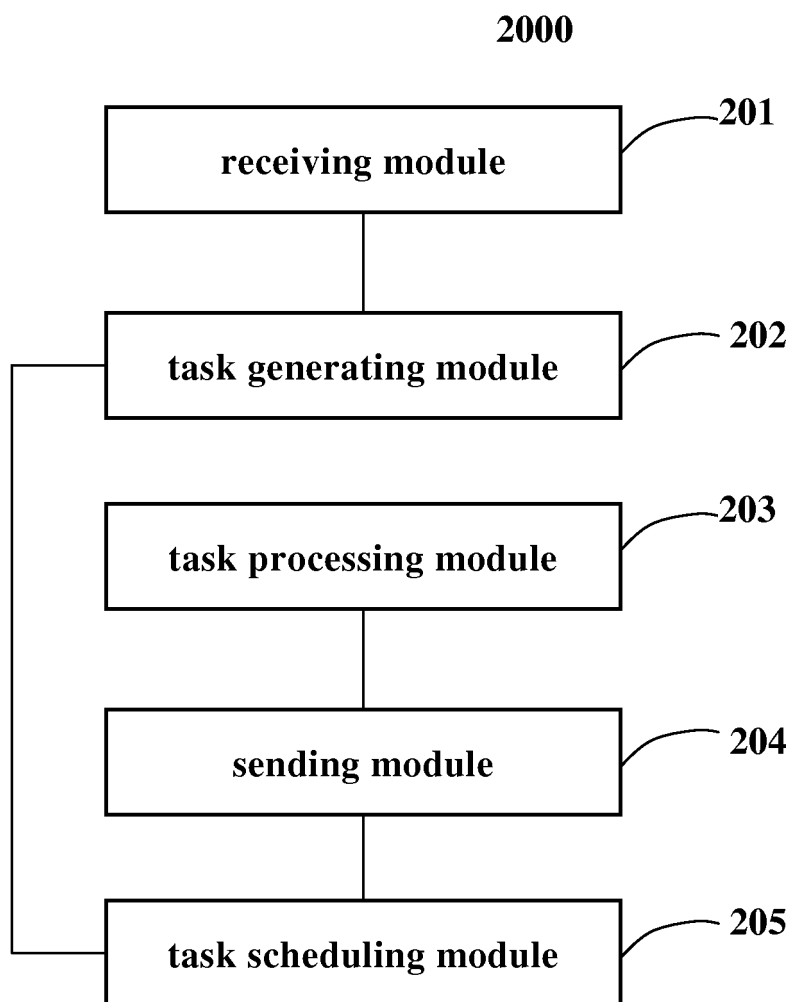 2000
201
receiving module
202
task generating module
203
task processing module
204
sending module
205
task scheduling module